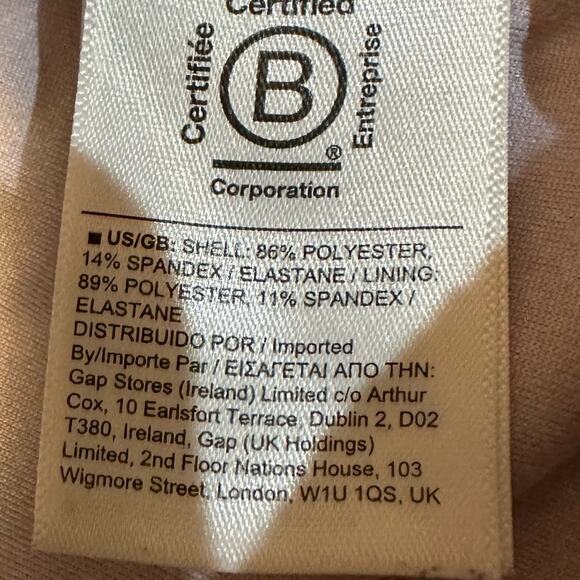 Certified
Certifiée
B
Entreprise
®
Corporation
■ US/GB: SHELL: 86% POLYESTER,
14% SPANDEX / ELASTANE / LINING:
89% POLYESTER, 11% SPANDEX /
ELASTANE
DISTRIBUIDO POR / Imported
By/Importe Par / ΕΙΣΑΓΕΤΑΙ ΑΠΟ ΤΗΝ:
Gap Stores (Ireland) Limited c/o Arthur
Cox, 10 Earlsfort Terrace, Dublin 2, D02
T380, Ireland, Gap (UK Holdings)
Limited, 2nd Floor Nations House, 103
Wigmore Street, London, W1U 1QS, UK